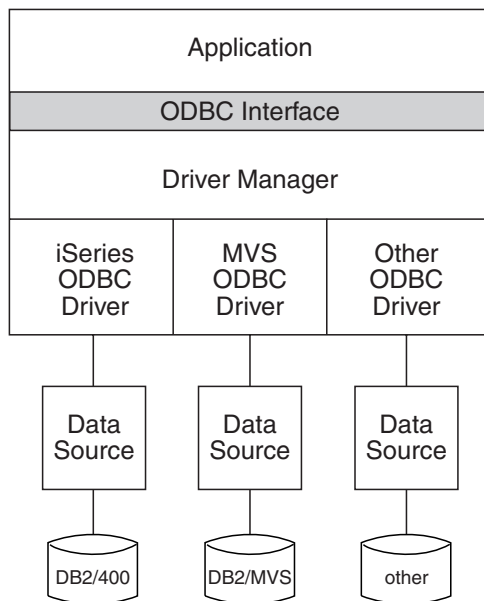 Application
ODBC Interface
Driver Manager
iSeries
ODBC
Driver
MVS
ODBC
Driver
Other
ODBC
Driver
Data
Source
Data
Source
Data
Source
DB2/400
DB2/MVS
other